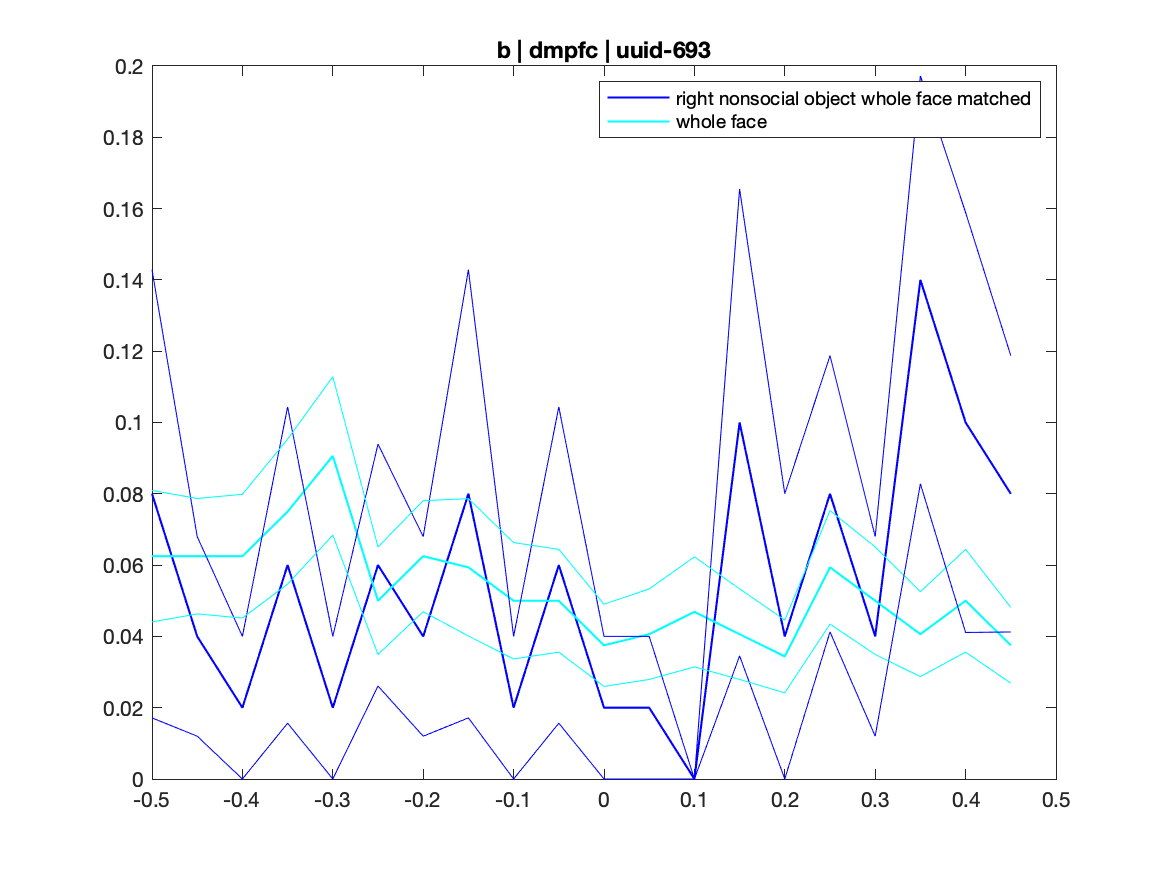 b | dmpfc | uuid-693
right nonsocial object whole face matched
whole face
0.2
0.18
0.16
0.14
0.12
0.1
0.08
0.06
0.04
0.02
0
-0.5 -0.4 -0.3 -0.2 -0.1 0 0.1 0.2 0.3 0.4 0.5